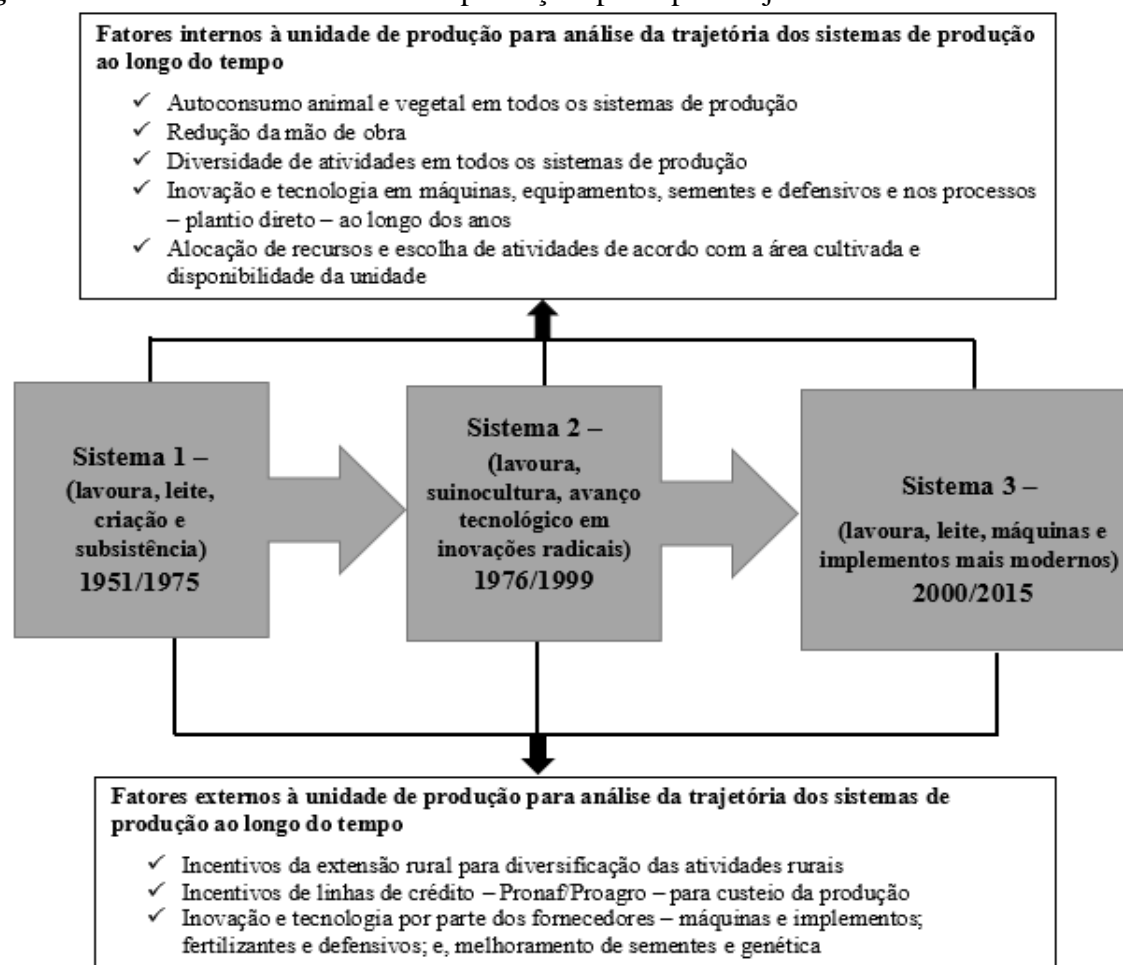 Fatores internos à unidade de produção para análise da trajetória dos sistemas de produção
ao longo do tempo
✓ Autoconsumo animal e vegetal em todos os sistemas de produção
✓ Redução da mão de obra
✓ Diversidade de atividades em todos os sistemas de produção
✓ Inovação e tecnologia em máquinas, equipamentos, sementes e defensivos e nos processos
– plantio direto – ao longo dos anos
✓ Alocação de recursos e escolha de atividades de acordo com a área cultivada e
disponibilidade da unidade
Sistema 1 –
(lavoura, leite,
criação e
subsistência)
1951/1975
Sistema 2 –
(lavoura,
suinocultura, avanço
tecnológico em
inovações radicais)
1976/1999
Sistema 3 –
(lavoura, leite, máquinas e
implementos mais modernos)
2000/2015
Fatores externos à unidade de produção para análise da trajetória dos sistemas de
produção ao longo do tempo
✓ Incentivos da extensão rural para diversificação das atividades rurais
✓ Incentivos de linhas de crédito – Pronaf/Proagro – para custeio da produção
✓ Inovação e tecnologia por parte dos fornecedores – máquinas e implementos;
fertilizantes e defensivos; e, melhoramento de sementes e genética